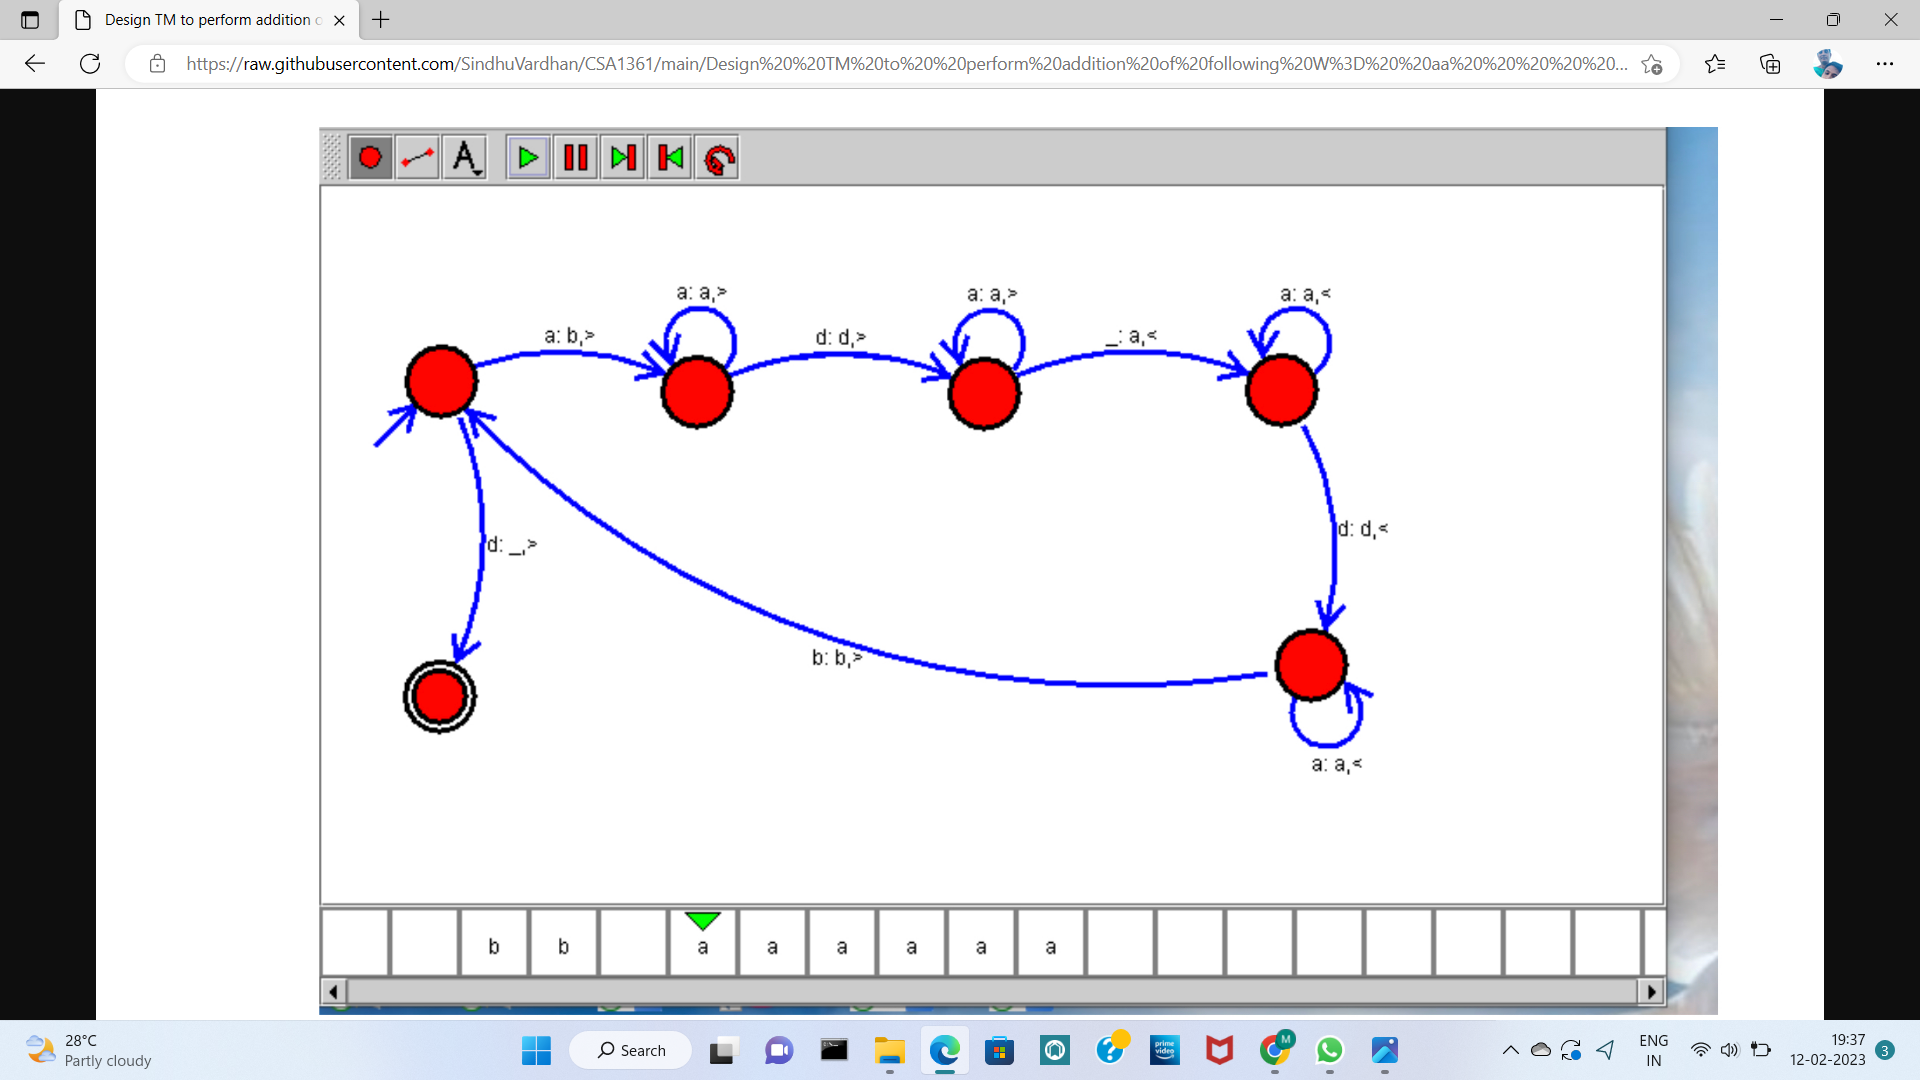 Design TM to perform addition o
https://raw.githubusercontent.com/SindhuVardhan/CSA1361/main/Design%20%20TM%20to%20%20perform%20addition%20of%20following%20W%3D%20%20aa%20%20%20%20%20...
A
a: a,> a: a,> a: a,<
a: b,> d: d,> _: a,<
d: d,<
d: _,>
b: b,>
a: a,<
b b a a a a a a
28°C
Partly cloudy
Search
prime
video
M
ENG
IN
19:37
12-02-2023
3